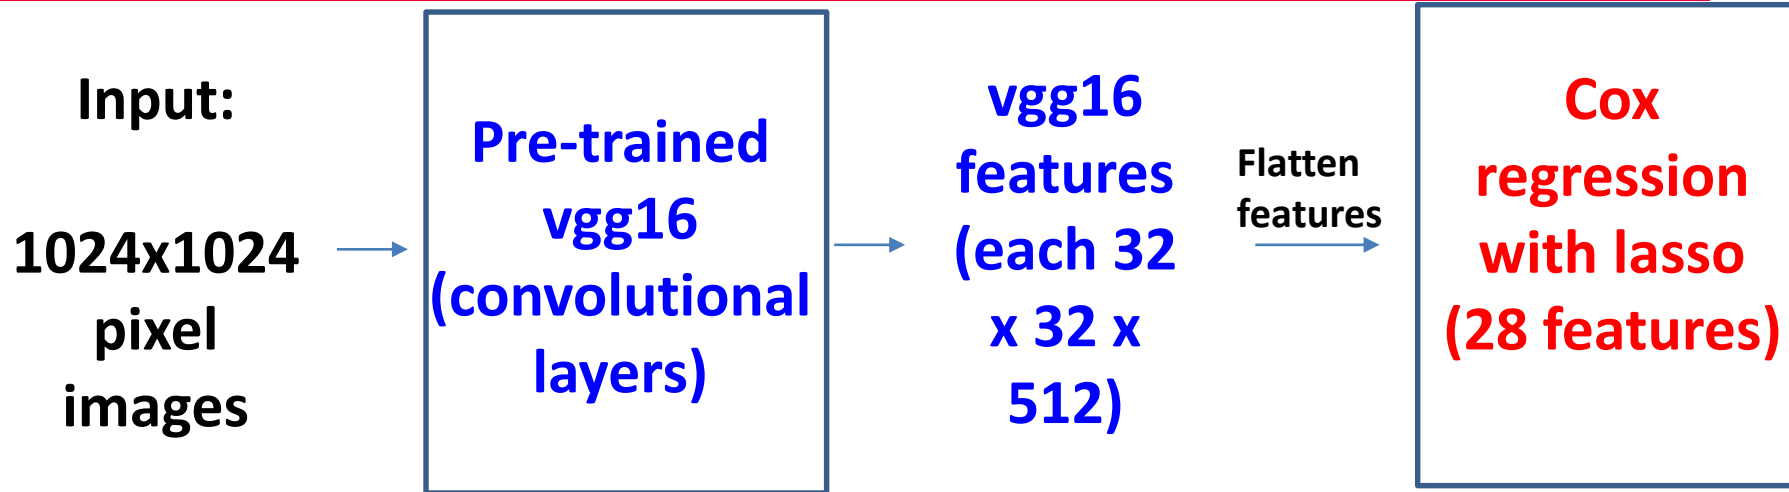 Input:
1024x1024
pixel
images
Pre-trained
vgg16
(convolutional
layers)
vgg16
features
(each 32
x 32 x
512)
Flatten
features
Cox
regression
with lasso
(28 features)